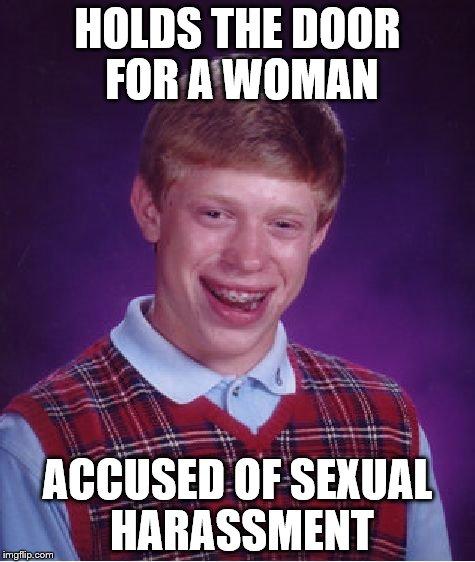 HOLDS THE DOOR
FOR A WOMAN
ACCUSED OF SEXUAL
HARASSMENT
imgflip.com